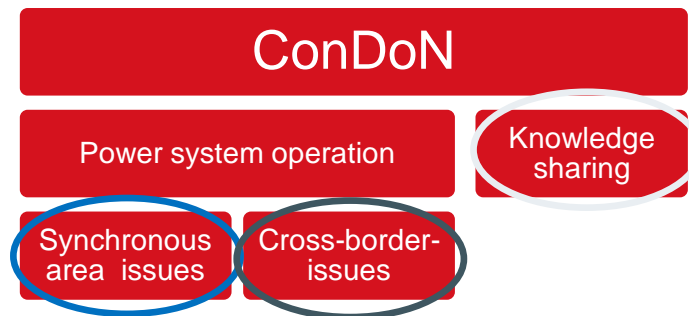 ConDoN
Power system operation
Knowledge
sharing
Synchronous
area issues
Cross-border-
issues